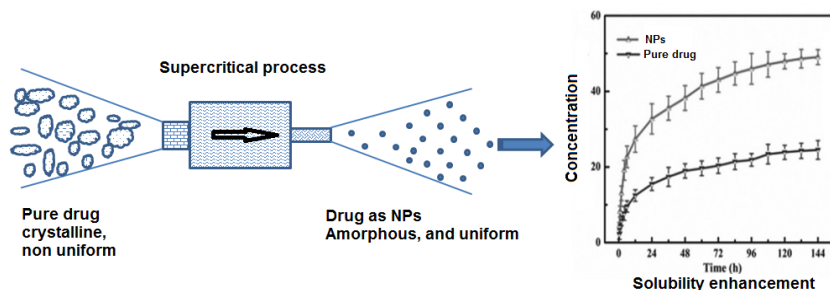 Supercritical process
Pure drug
crystalline,
non uniform
Drug as NPs
Amorphous, and uniform
60
40
20
0
Concentration
NPs
Pure drug
0 24 48 72 96 120 144
Time (h)
Solubility enhancement